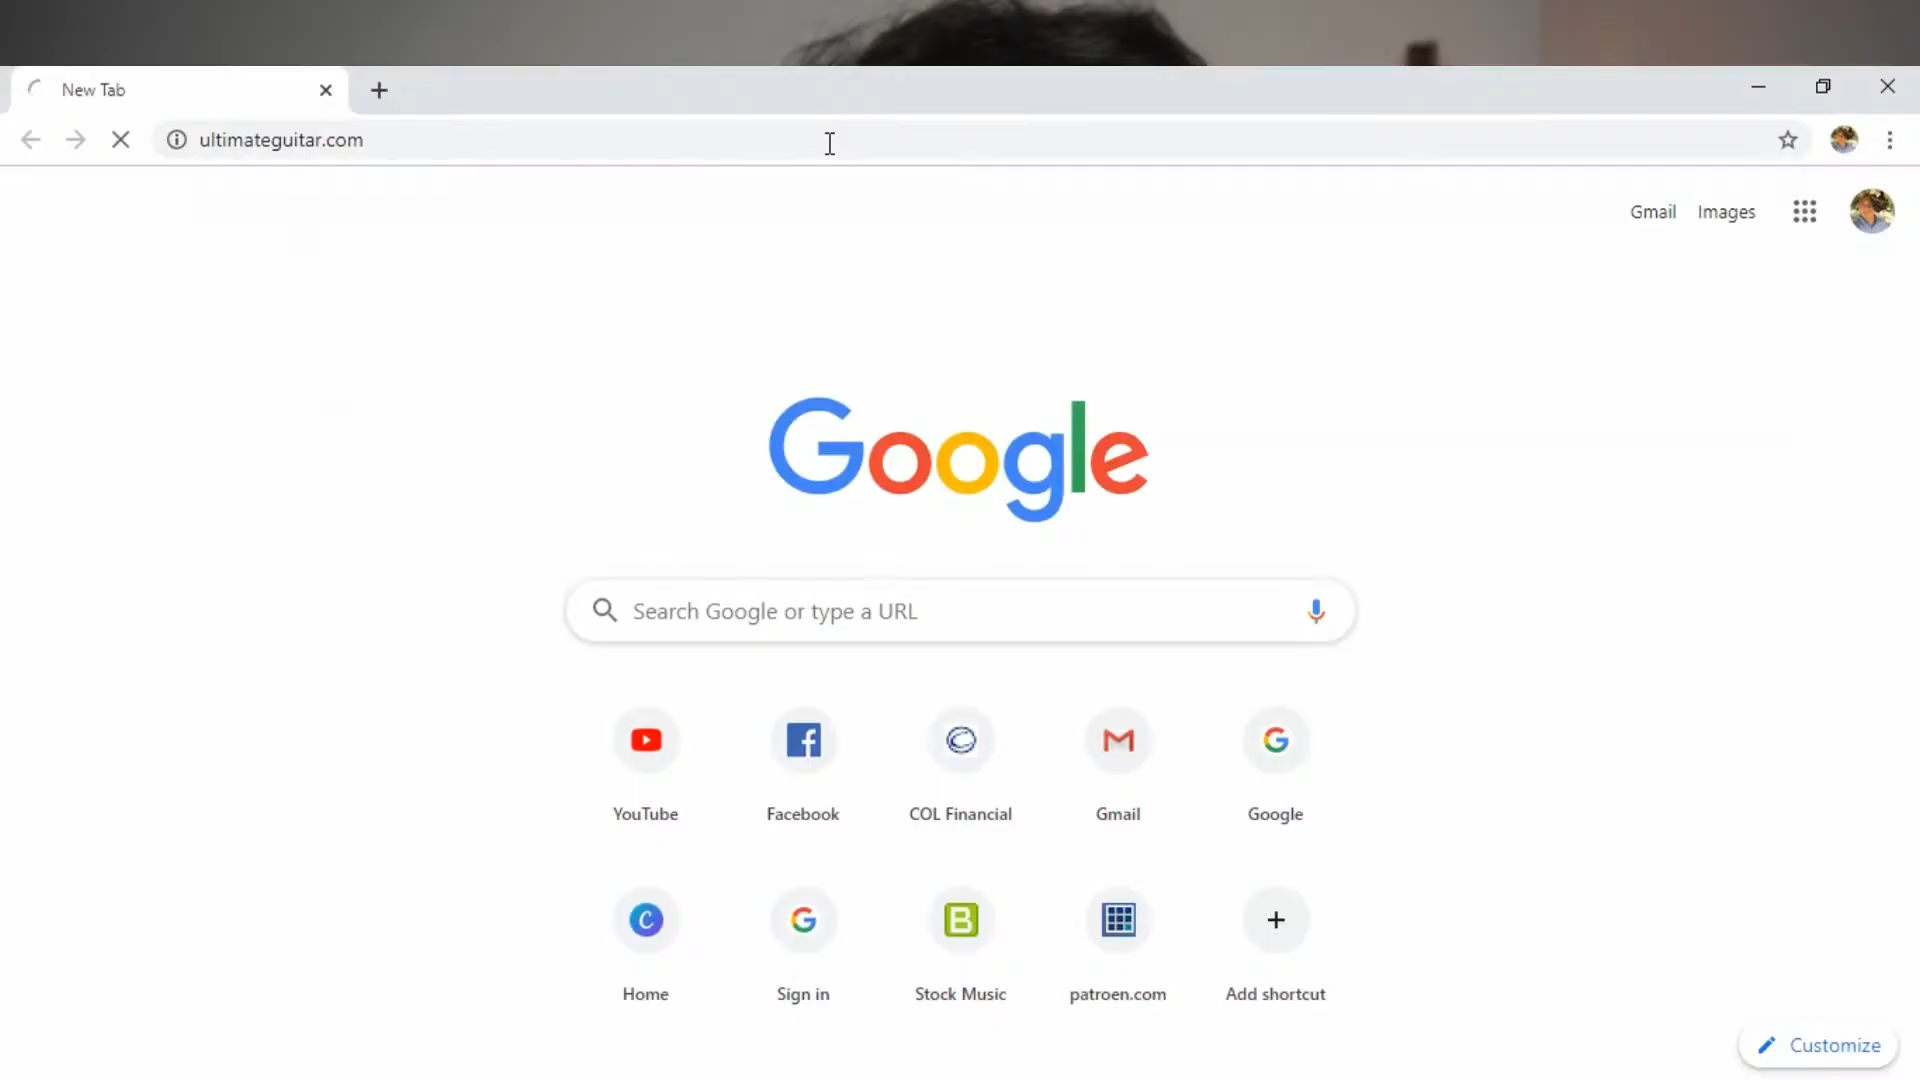 New Tab
ultimateguitar.com
Gmail Images
Google
Search Google or type a URL
YouTube Facebook COL Financial Gmail Google
Home Sign in Stock Music patroen.com Add shortcut
Customize